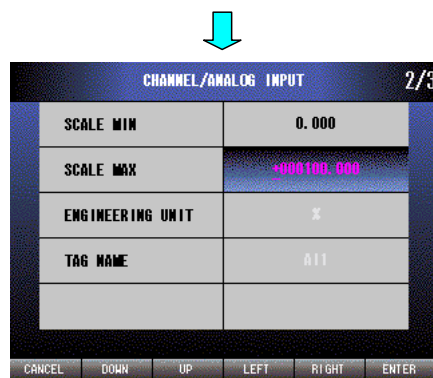 CHANNEL/ANALOG INPUT 2/3
SCALE MIN 0.000
SCALE MAX +000100.000
ENGINEERING UNIT %
TAG NAME AI1
CANCEL DOWN UP LEFT RIGHT ENTER